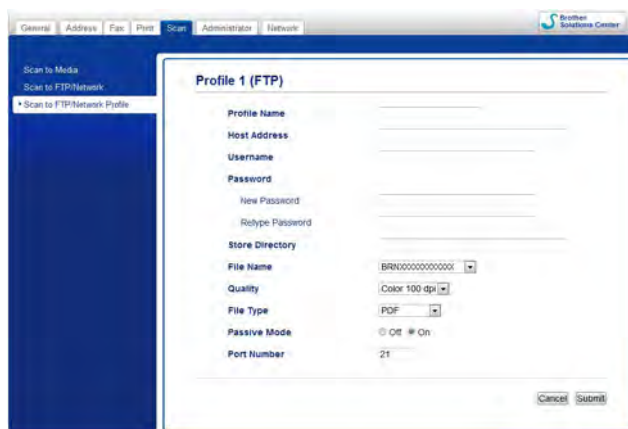 General Address Fax Print Scan Administrator Network
Brother
Solutions Center
Scan to Media
Scan to FTP/Network
Scan to FTP/Network Profile
Profile 1 (FTP)
Profile Name
Host Address
Username
Password
New Password
Retype Password
Store Directory
File Name BRNXXXXXXXXXXXX
Quality Color 100 dpi
File Type PDF
Passive Mode Off On
Port Number 21
Cancel Submit